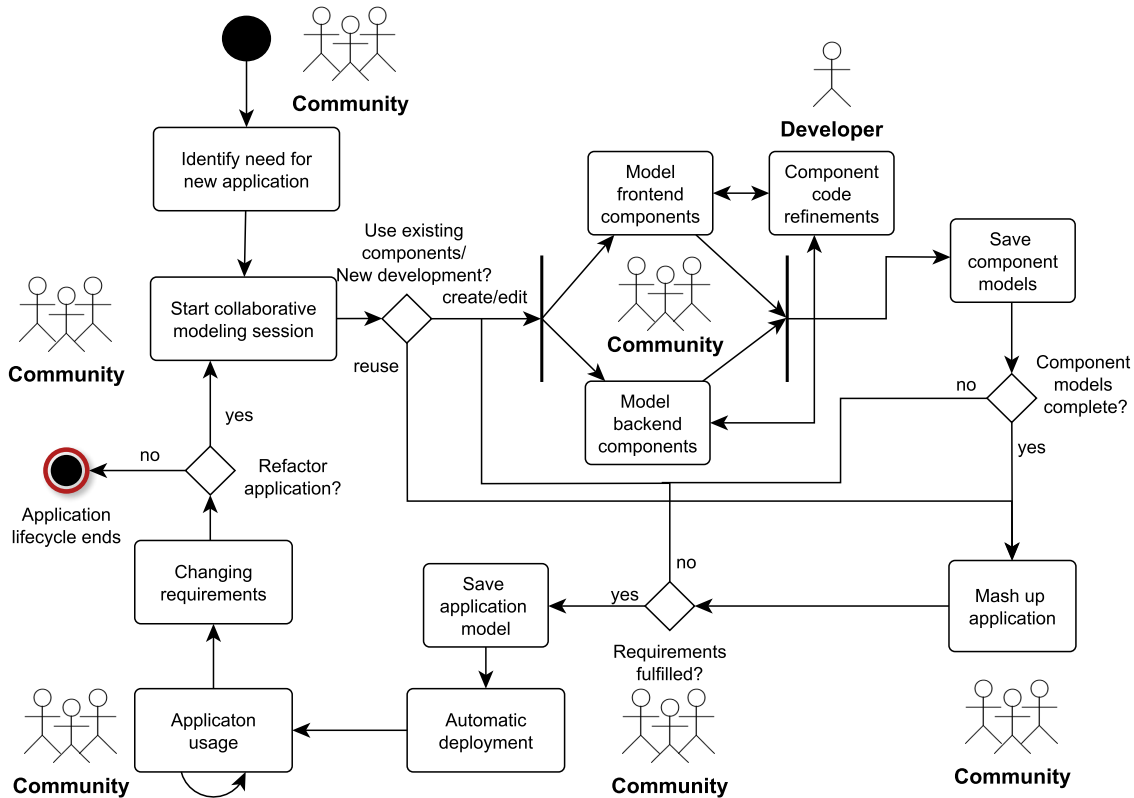 Community
Developer
Identify need for
new application
Model
frontend
components
Component
code
refinements
Use existing
components/
New development?
create/edit
Save
component
models
Start collaborative
modeling session
Community
Community
reuse
Component
models
complete?
no
yes
Model
backend
components
yes
no
Refactor
application?
Application
lifecycle ends
Changing
requirements
Save
application
model
yes
no
Requirements
fulfilled?
Mash up
application
Applicaton
usage
Automatic
deployment
Community
Community
Community